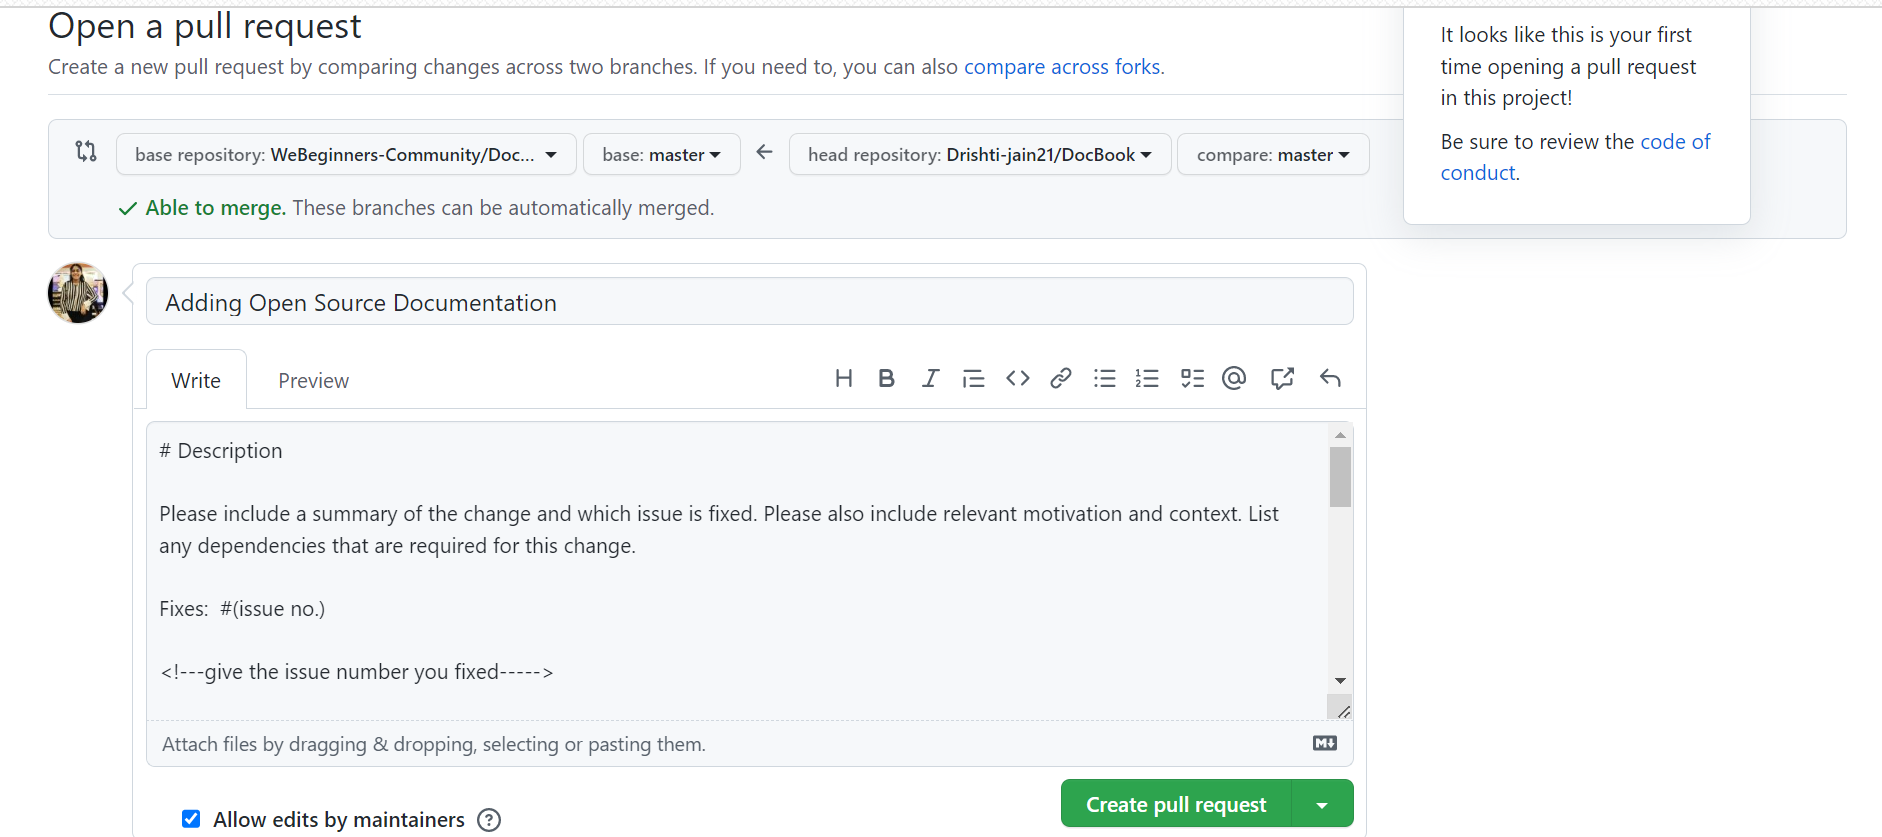 Open a pull request
Create a new pull request by comparing changes across two branches. If you need to, you can also compare across forks.
It looks like this is your first
time opening a pull request
in this project!
Be sure to review the code of
conduct.
base repository: WeBeginners-Community/Doc... base: master head repository: Drishti-jain21/DocBook compare: master
Able to merge. These branches can be automatically merged.
Adding Open Source Documentation
Write Preview
# Description
Please include a summary of the change and which issue is fixed. Please also include relevant motivation and context. List
any dependencies that are required for this change.
Fixes:  #(issue no.)
<!---give the issue number you fixed----->
Attach files by dragging & dropping, selecting or pasting them.
Allow edits by maintainers
Create pull request